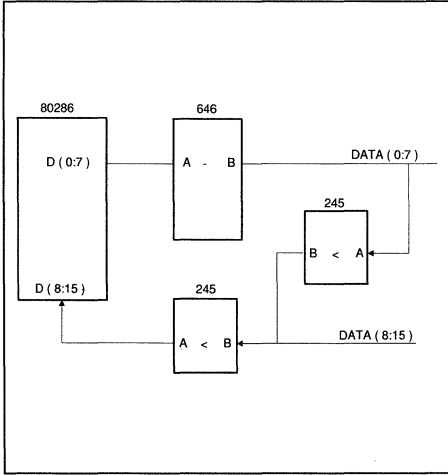 80286
646
D ( 0:7 )
A - B
DATA ( 0:7 )
245
B < A
D ( 8:15 )
245
A < B
DATA ( 8:15 )